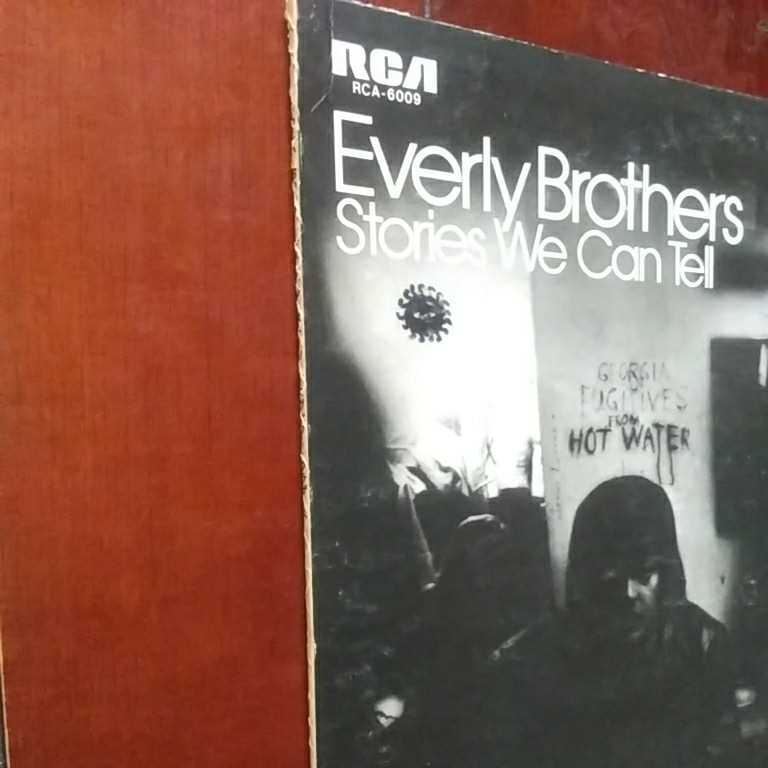 RCA
RCA-6009
Everly Brothers
Stories We Can Tell
GEORGIA
FUGITIVES
FROM
HOT WATER